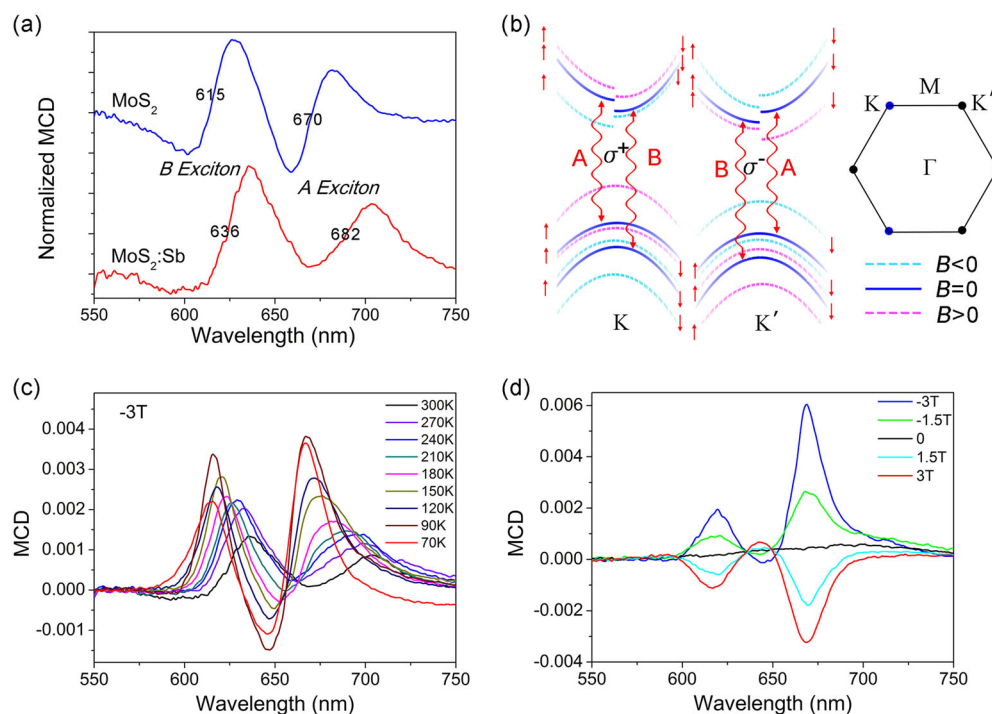 (a)
Normalized MCD
MoS₂
615
670
B Exciton
A Exciton
636
682
MoS₂:Sb
550 600 650 700 750
Wavelength (nm)
(b)
A σ⁺ B
B σ⁻ A
K K′
K M K′
Γ
B<0
B=0
B>0
(c)
-3T
MCD
0.004
0.003
0.002
0.001
0.000
-0.001
300K
270K
240K
210K
180K
150K
120K
90K
70K
550 600 650 700 750
Wavelength (nm)
(d)
MCD
0.006
0.004
0.002
0.000
-0.002
-0.004
-3T
-1.5T
0
1.5T
3T
550 600 650 700 750
Wavelength (nm)